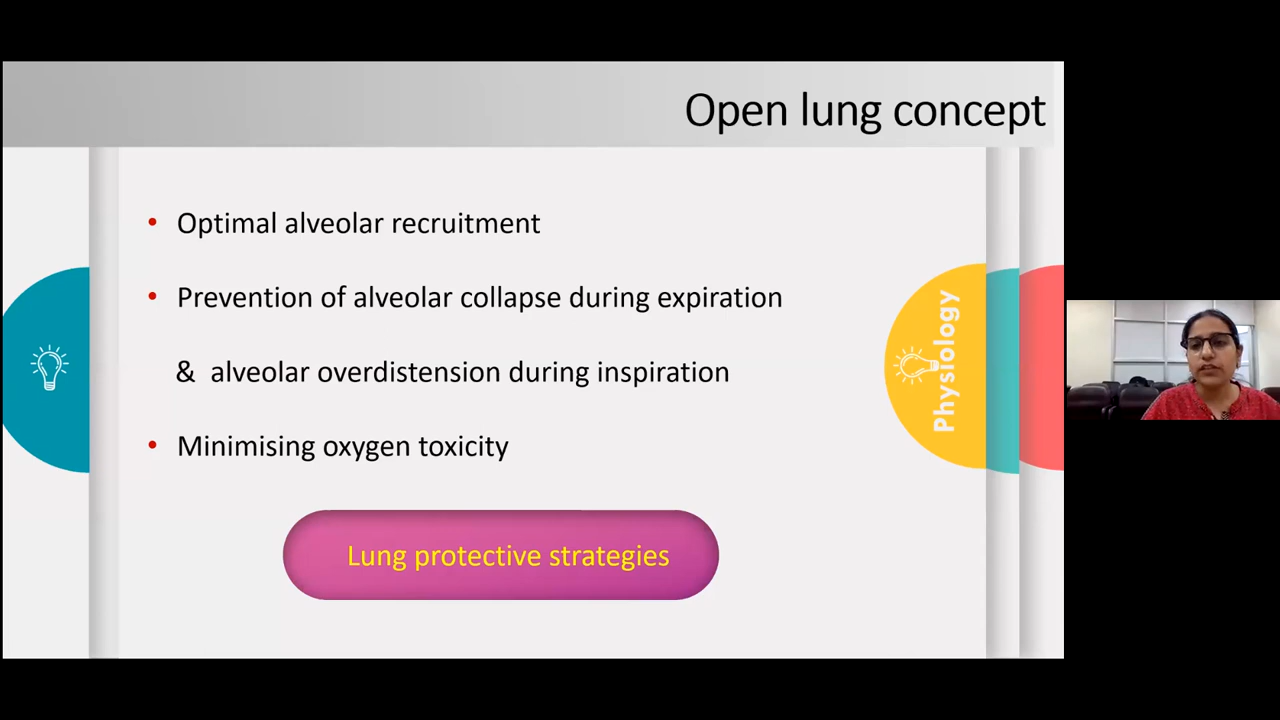 Open lung concept
• Optimal alveolar recruitment
• Prevention of alveolar collapse during expiration
& alveolar overdistension during inspiration
• Minimising oxygen toxicity
Physiology
Lung protective strategies